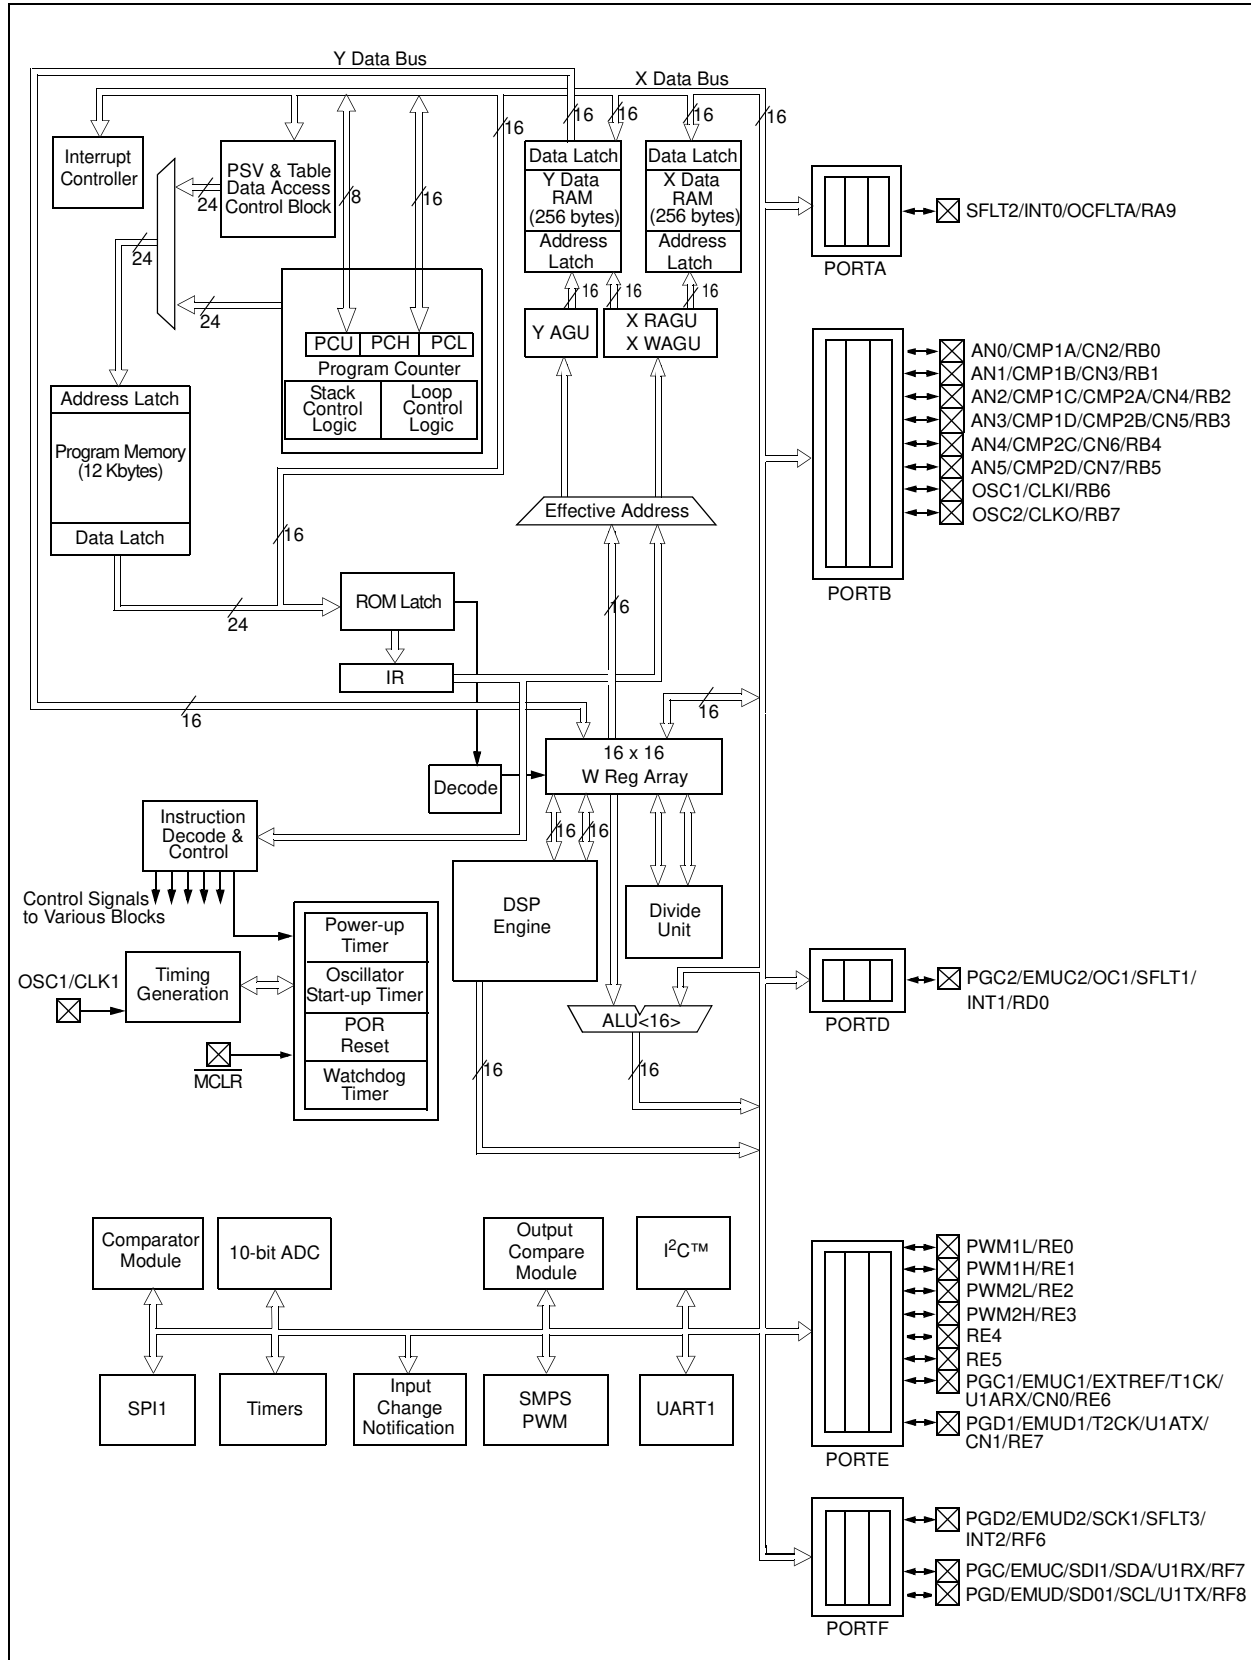 Y Data Bus
X Data Bus
16
16
16
16
16
Interrupt
Controller
PSV & Table
Data Access
Control Block
24
8
16
24
24
Data Latch
Y Data
RAM
(256 bytes)
Address
Latch
Data Latch
X Data
RAM
(256 bytes)
Address
Latch
16
16
16
Y AGU
X RAGU
X WAGU
PCU
PCH
PCL
Program Counter
Stack
Control
Logic
Loop
Control
Logic
Address Latch
Program Memory
(12 Kbytes)
Data Latch
16
24
Effective Address
16
ROM Latch
IR
16
16
16 x 16
W Reg Array
Decode
Instruction
Decode &
Control
Control Signals
to Various Blocks
16
16
DSP
Engine
Divide
Unit
Power-up
Timer
Oscillator
Start-up Timer
POR
Reset
Watchdog
Timer
OSC1/CLK1
Timing
Generation
MCLR
ALU<16>
16
16
Comparator
Module
10-bit ADC
Output
Compare
Module
I²C™
SPI1
Timers
Input
Change
Notification
SMPS
PWM
UART1
SFLT2/INT0/OCFLTA/RA9
PORTA
AN0/CMP1A/CN2/RB0
AN1/CMP1B/CN3/RB1
AN2/CMP1C/CMP2A/CN4/RB2
AN3/CMP1D/CMP2B/CN5/RB3
AN4/CMP2C/CN6/RB4
AN5/CMP2D/CN7/RB5
OSC1/CLKI/RB6
OSC2/CLKO/RB7
PORTB
PGC2/EMUC2/OC1/SFLT1/
INT1/RD0
PORTD
PWM1L/RE0
PWM1H/RE1
PWM2L/RE2
PWM2H/RE3
RE4
RE5
PGC1/EMUC1/EXTREF/T1CK/
U1ARX/CN0/RE6
PGD1/EMUD1/T2CK/U1ATX/
CN1/RE7
PORTE
PGD2/EMUD2/SCK1/SFLT3/
INT2/RF6
PGC/EMUC/SDI1/SDA/U1RX/RF7
PGD/EMUD/SD01/SCL/U1TX/RF8
PORTF